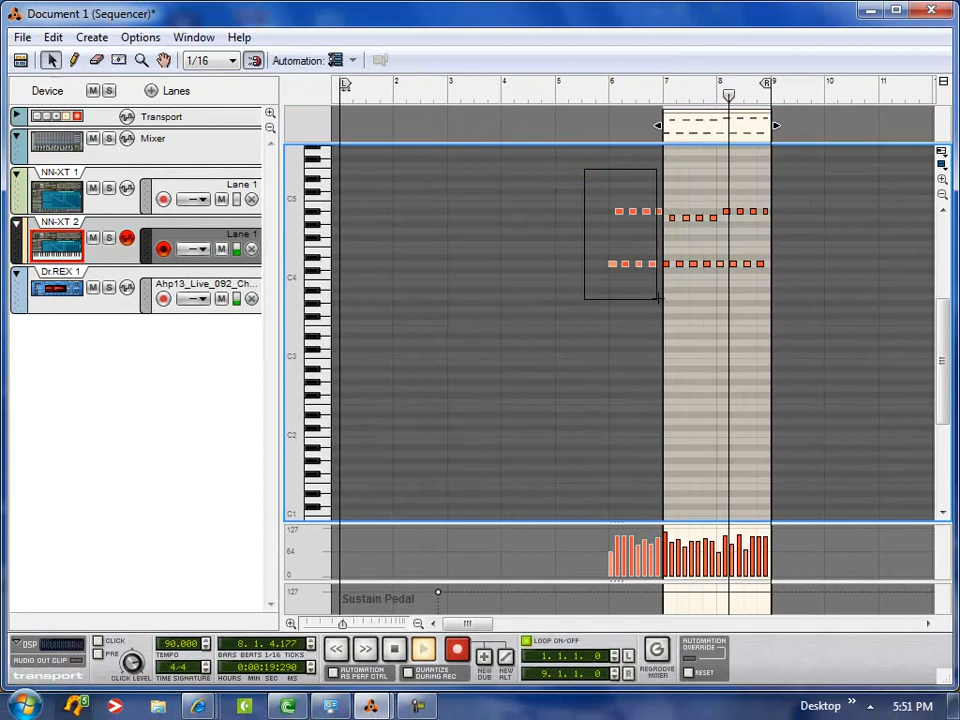 Document 1 (Sequencer)*
File Edit Create Options Window Help
1/16 Automation:
Device M S Lanes
L 2 3 4 5 6 7 8 R 10 11
Transport
Mixer
NN-XT 1
M S Lane 1
M
NN-XT 2
M S Lane 1
M
Dr.REX 1
M S Ahp13_Live_092_Ch...
M
C5
C4
C3
C2
C1
127
64
0
127
Sustain Pedal
DSP
AUDIO OUT CLIP
transport
CLICK
PRE
CLICK LEVEL
90.000
TEMPO
4/4
TIME SIGNATURE
8. 1. 4.177
BARS BEATS 1/16 TICKS
0:00:19:290
HOURS MIN SEC MS
AUTOMATION AS PERF CTRL
QUANTIZE DURING REC
NEW DUB
NEW ALT
LOOP ON/OFF
1. 1. 1. 0 L
9. 1. 1. 0 R
REGROOVE MIXER
AUTOMATION OVERRIDE
RESET
Desktop 5:51 PM